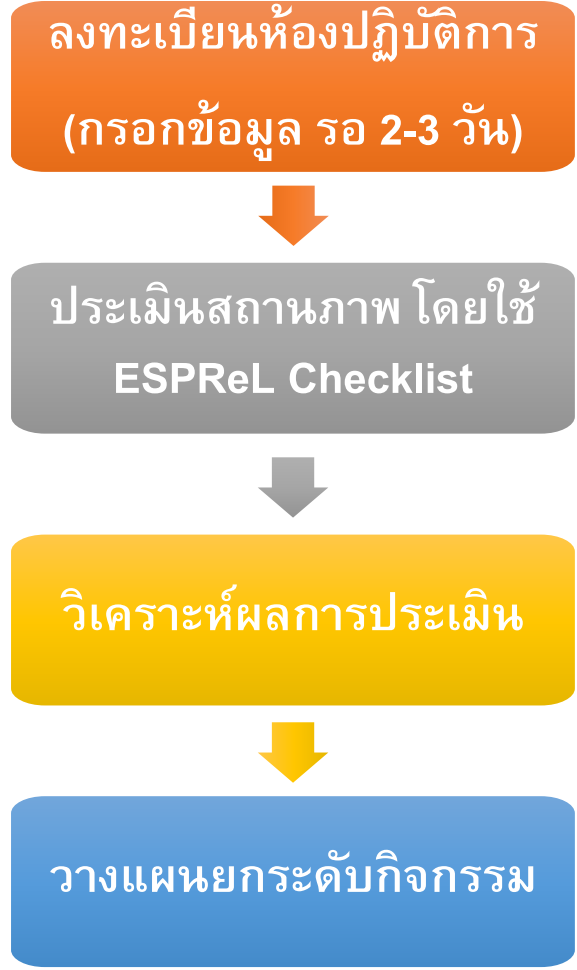 ลงทะเบียนห้องปฏิบัติการ
(กรอกข้อมูล รอ 2-3 วัน)
ประเมินสถานภาพ โดยใช้
ESPReL Checklist
วิเคราะห์ผลการประเมิน
วางแผนยกระดับกิจกรรม